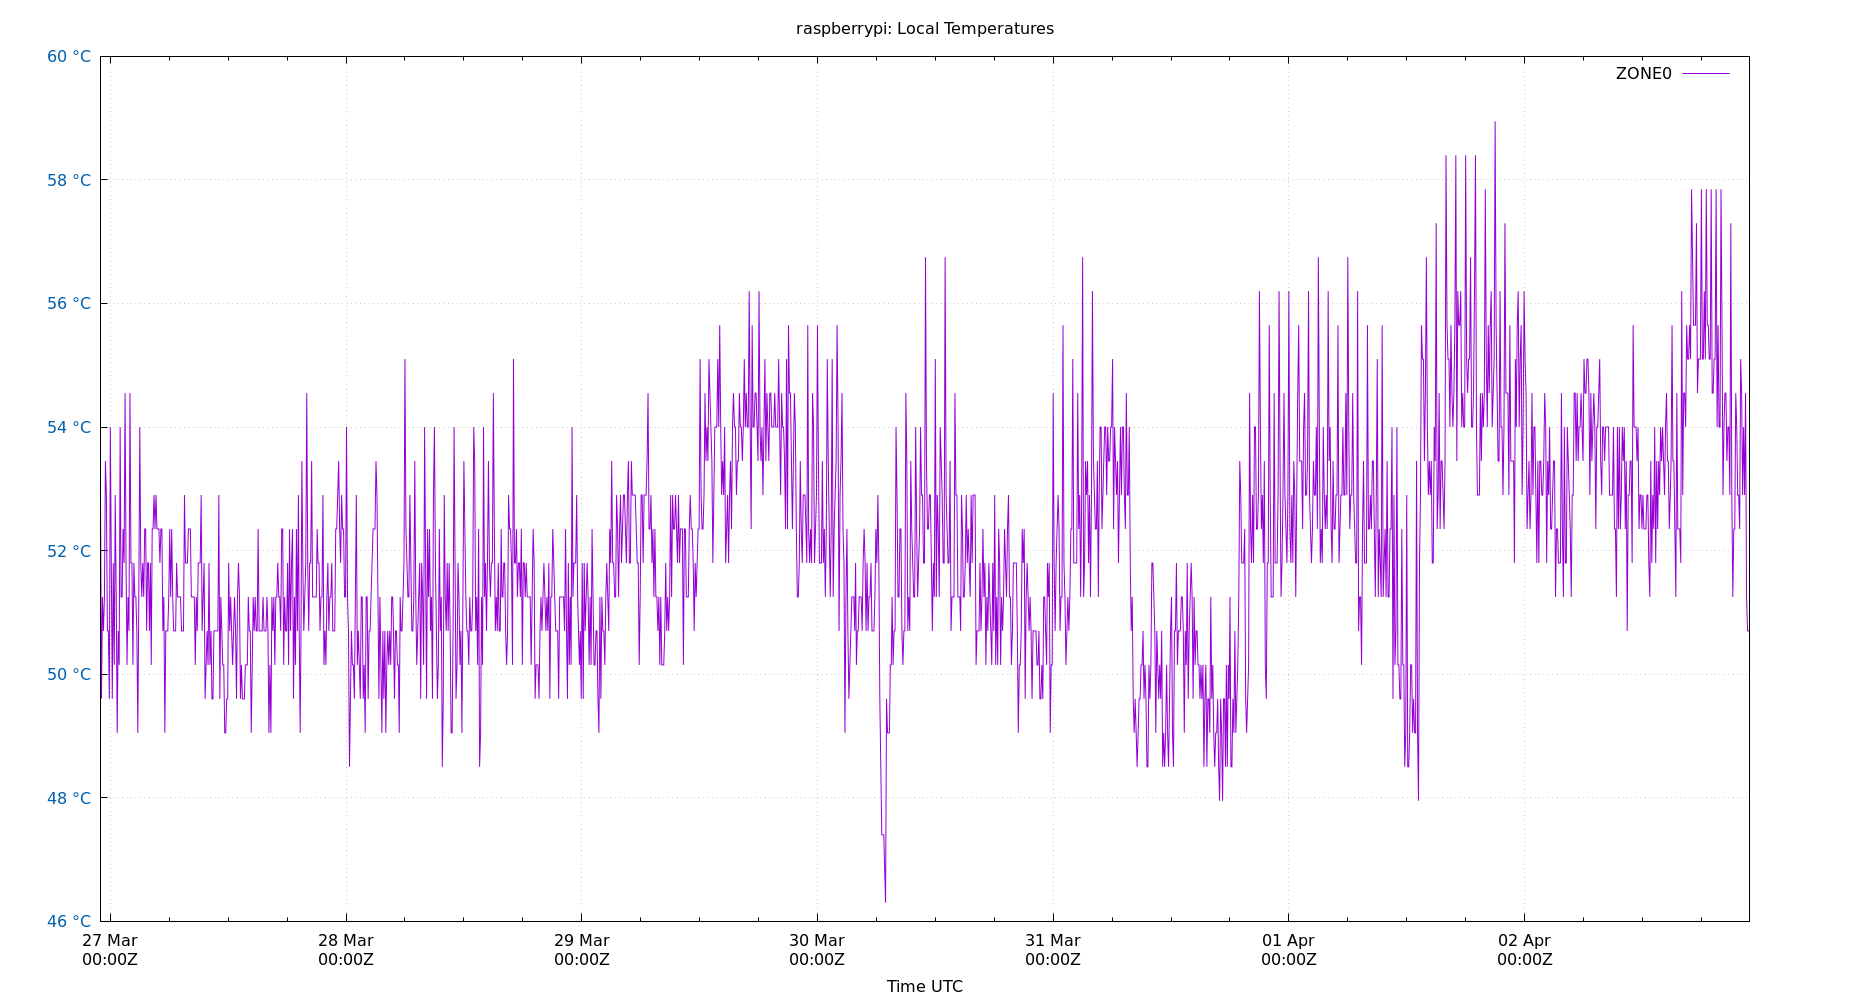 raspberrypi: Local Temperatures
60 °C
ZONE0
58 °C
56 °C
54 °C
52 °C
50 °C
48 °C
46 °C
27 Mar 28 Mar 29 Mar 30 Mar 31 Mar 01 Apr 02 Apr
00:00Z 00:00Z 00:00Z 00:00Z 00:00Z 00:00Z 00:00Z
Time UTC